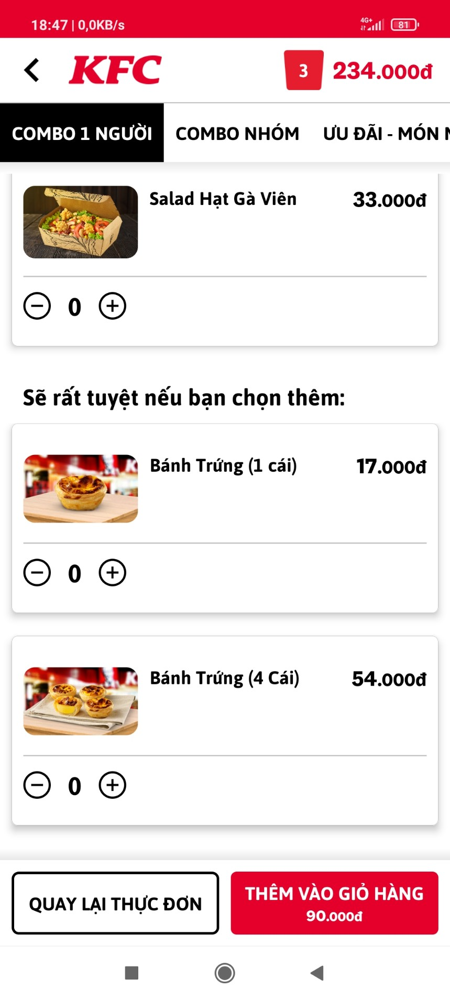 18:47 | 0,0KB/s 4G+ 81
KFC 3 234.000đ
COMBO 1 NGƯỜI COMBO NHÓM ƯU ĐÃI - MÓN
Salad Hạt Gà Viên 33.000đ
0
Sẽ rất tuyệt nếu bạn chọn thêm:
Bánh Trứng (1 cái) 17.000đ
0
Bánh Trứng (4 Cái) 54.000đ
0
QUAY LẠI THỰC ĐƠN
THÊM VÀO GIỎ HÀNG
90.000đ